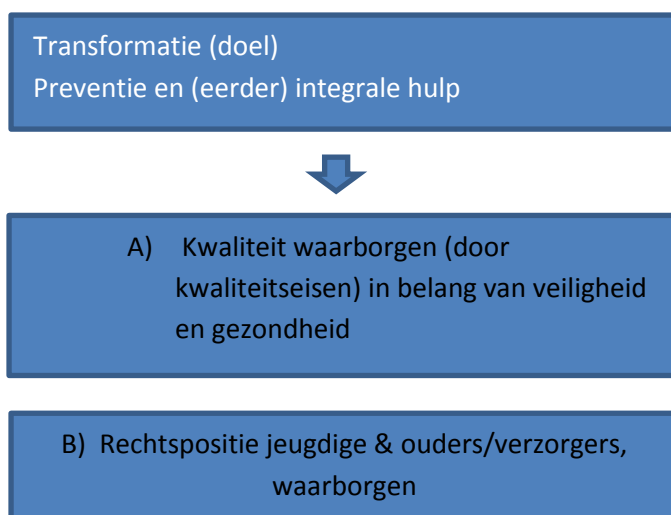 Transformatie (doel)
Preventie en (eerder) integrale hulp
A) Kwaliteit waarborgen (door
kwaliteitseisen) in belang van veiligheid
en gezondheid
B) Rechtspositie jeugdige & ouders/verzorgers,
waarborgen